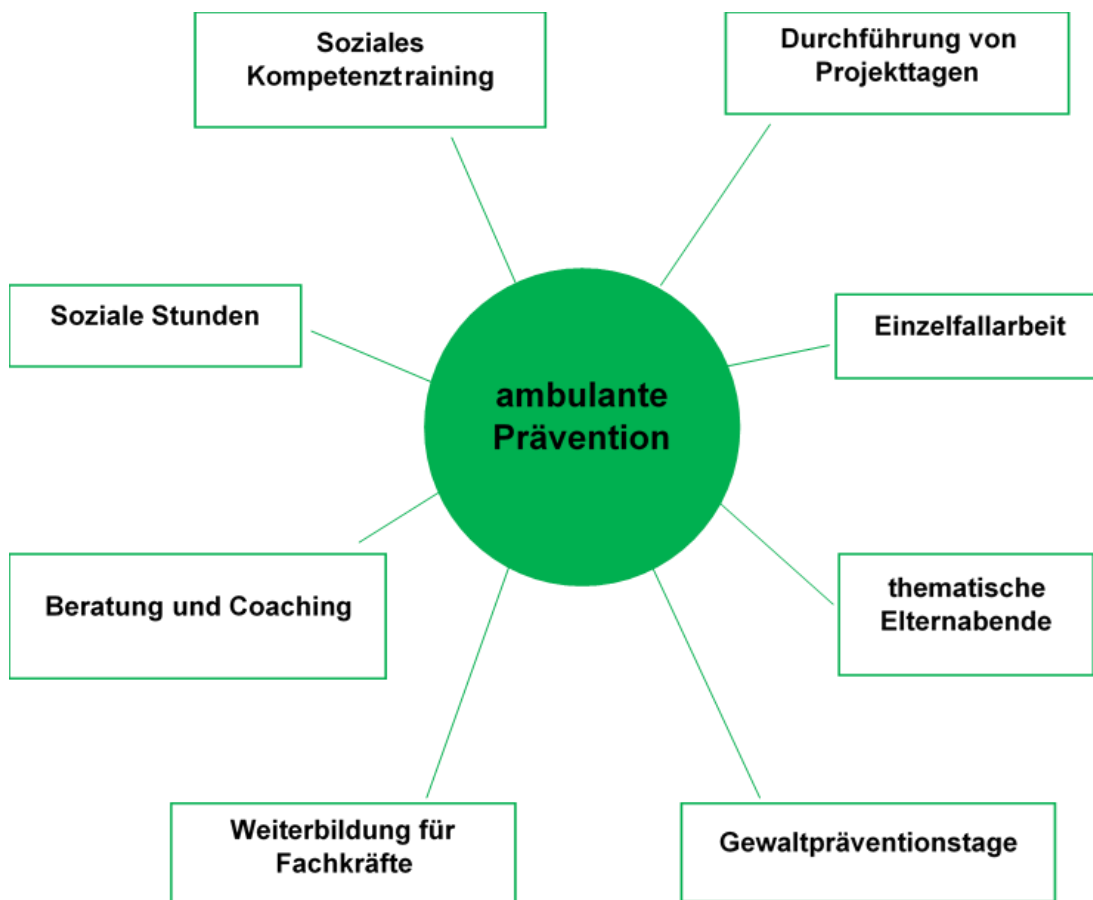 Soziales
Kompetenztraining
Durchführung von
Projekttagen
Soziale Stunden
Einzelfallarbeit
ambulante
Prävention
Beratung und Coaching
thematische
Elternabende
Weiterbildung für
Fachkräfte
Gewaltpräventionstage